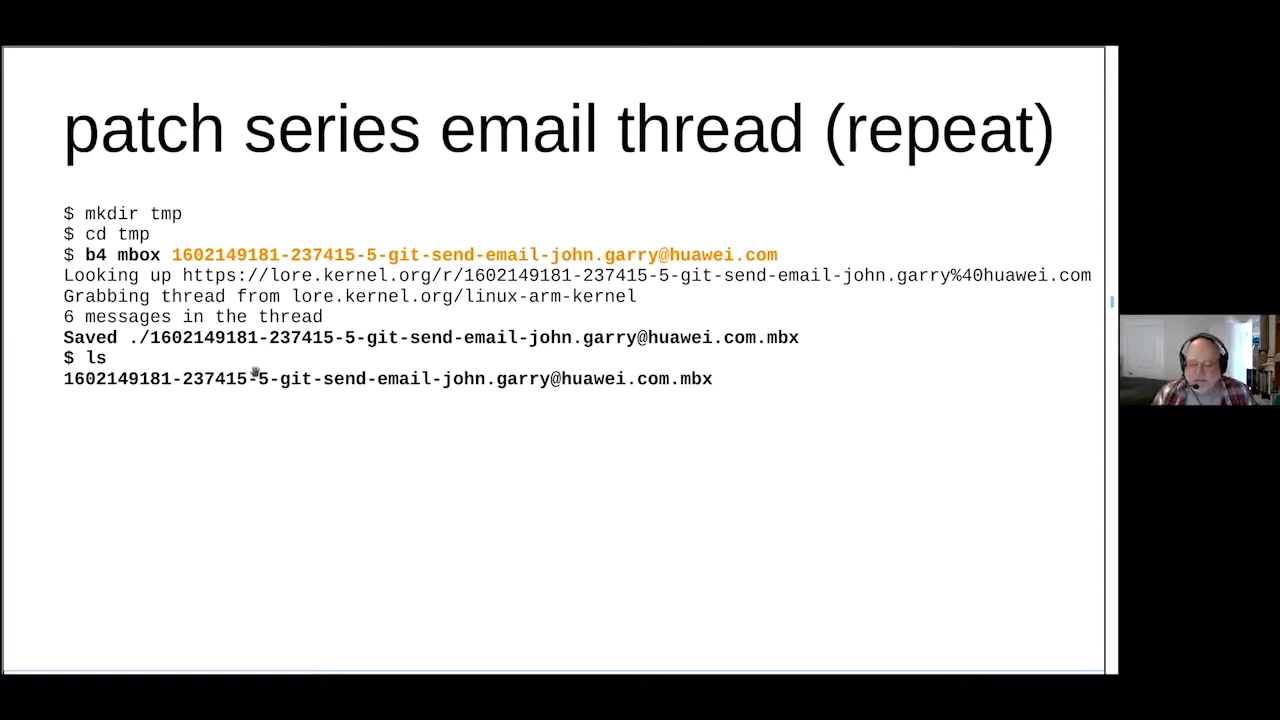 patch series email thread (repeat)
$ mkdir tmp
$ cd tmp
$ b4 mbox 1602149181-237415-5-git-send-email-john.garry@huawei.com
Looking up https://lore.kernel.org/r/1602149181-237415-5-git-send-email-john.garry%40huawei.com
Grabbing thread from lore.kernel.org/linux-arm-kernel
6 messages in the thread
Saved ./1602149181-237415-5-git-send-email-john.garry@huawei.com.mbx
$ ls
1602149181-237415-5-git-send-email-john.garry@huawei.com.mbx